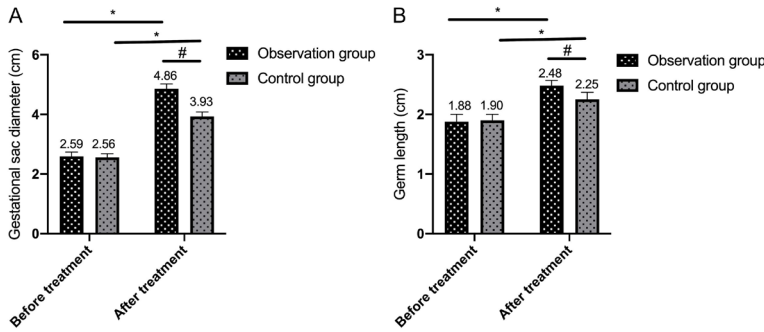 A
*
*
#
Observation group
Control group
Gestational sac diameter (cm)
6
4
2
0
2.59
2.56
4.86
3.93
Before treatment
After treatment
B
*
*
#
Observation group
Control group
Germ length (cm)
3
2
1
0
1.88
1.90
2.48
2.25
Before treatment
After treatment